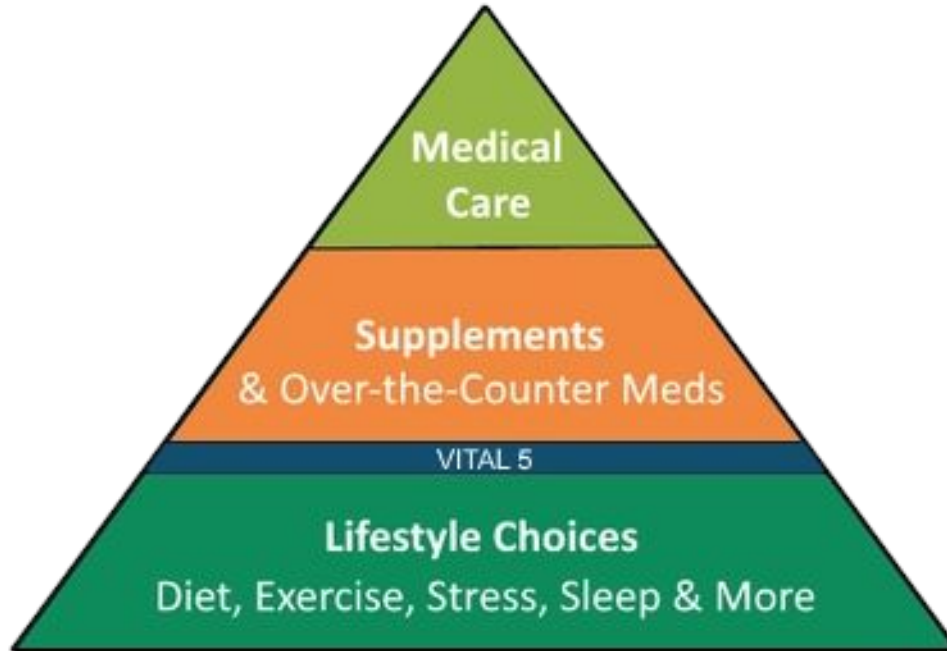 Medical
Care
Supplements
& Over-the-Counter Meds
VITAL 5
Lifestyle Choices
Diet, Exercise, Stress, Sleep & More